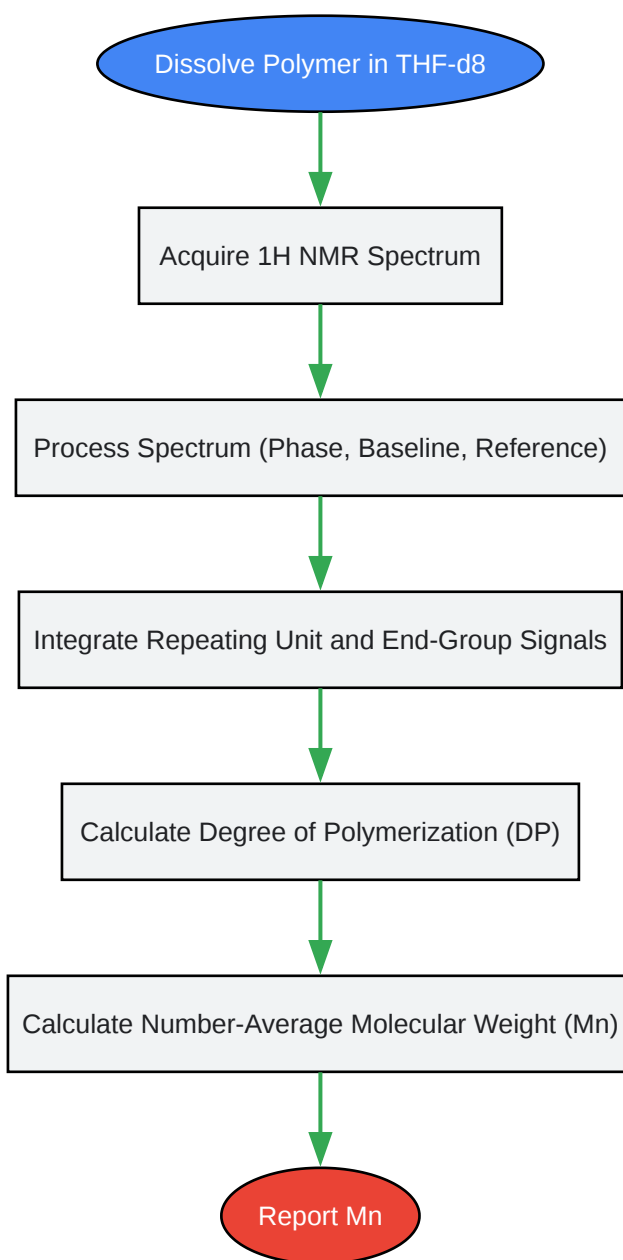 Dissolve Polymer in THF-d8
Acquire 1H NMR Spectrum
Process Spectrum (Phase, Baseline, Reference)
Integrate Repeating Unit and End-Group Signals
Calculate Degree of Polymerization (DP)
Calculate Number-Average Molecular Weight (Mn)
Report Mn